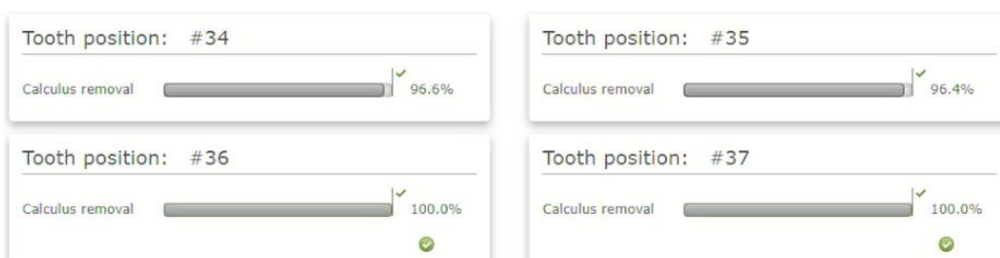 Tooth position: #34
Calculus removal 96.6%
Tooth position: #35
Calculus removal 96.4%
Tooth position: #36
Calculus removal 100.0%
Tooth position: #37
Calculus removal 100.0%